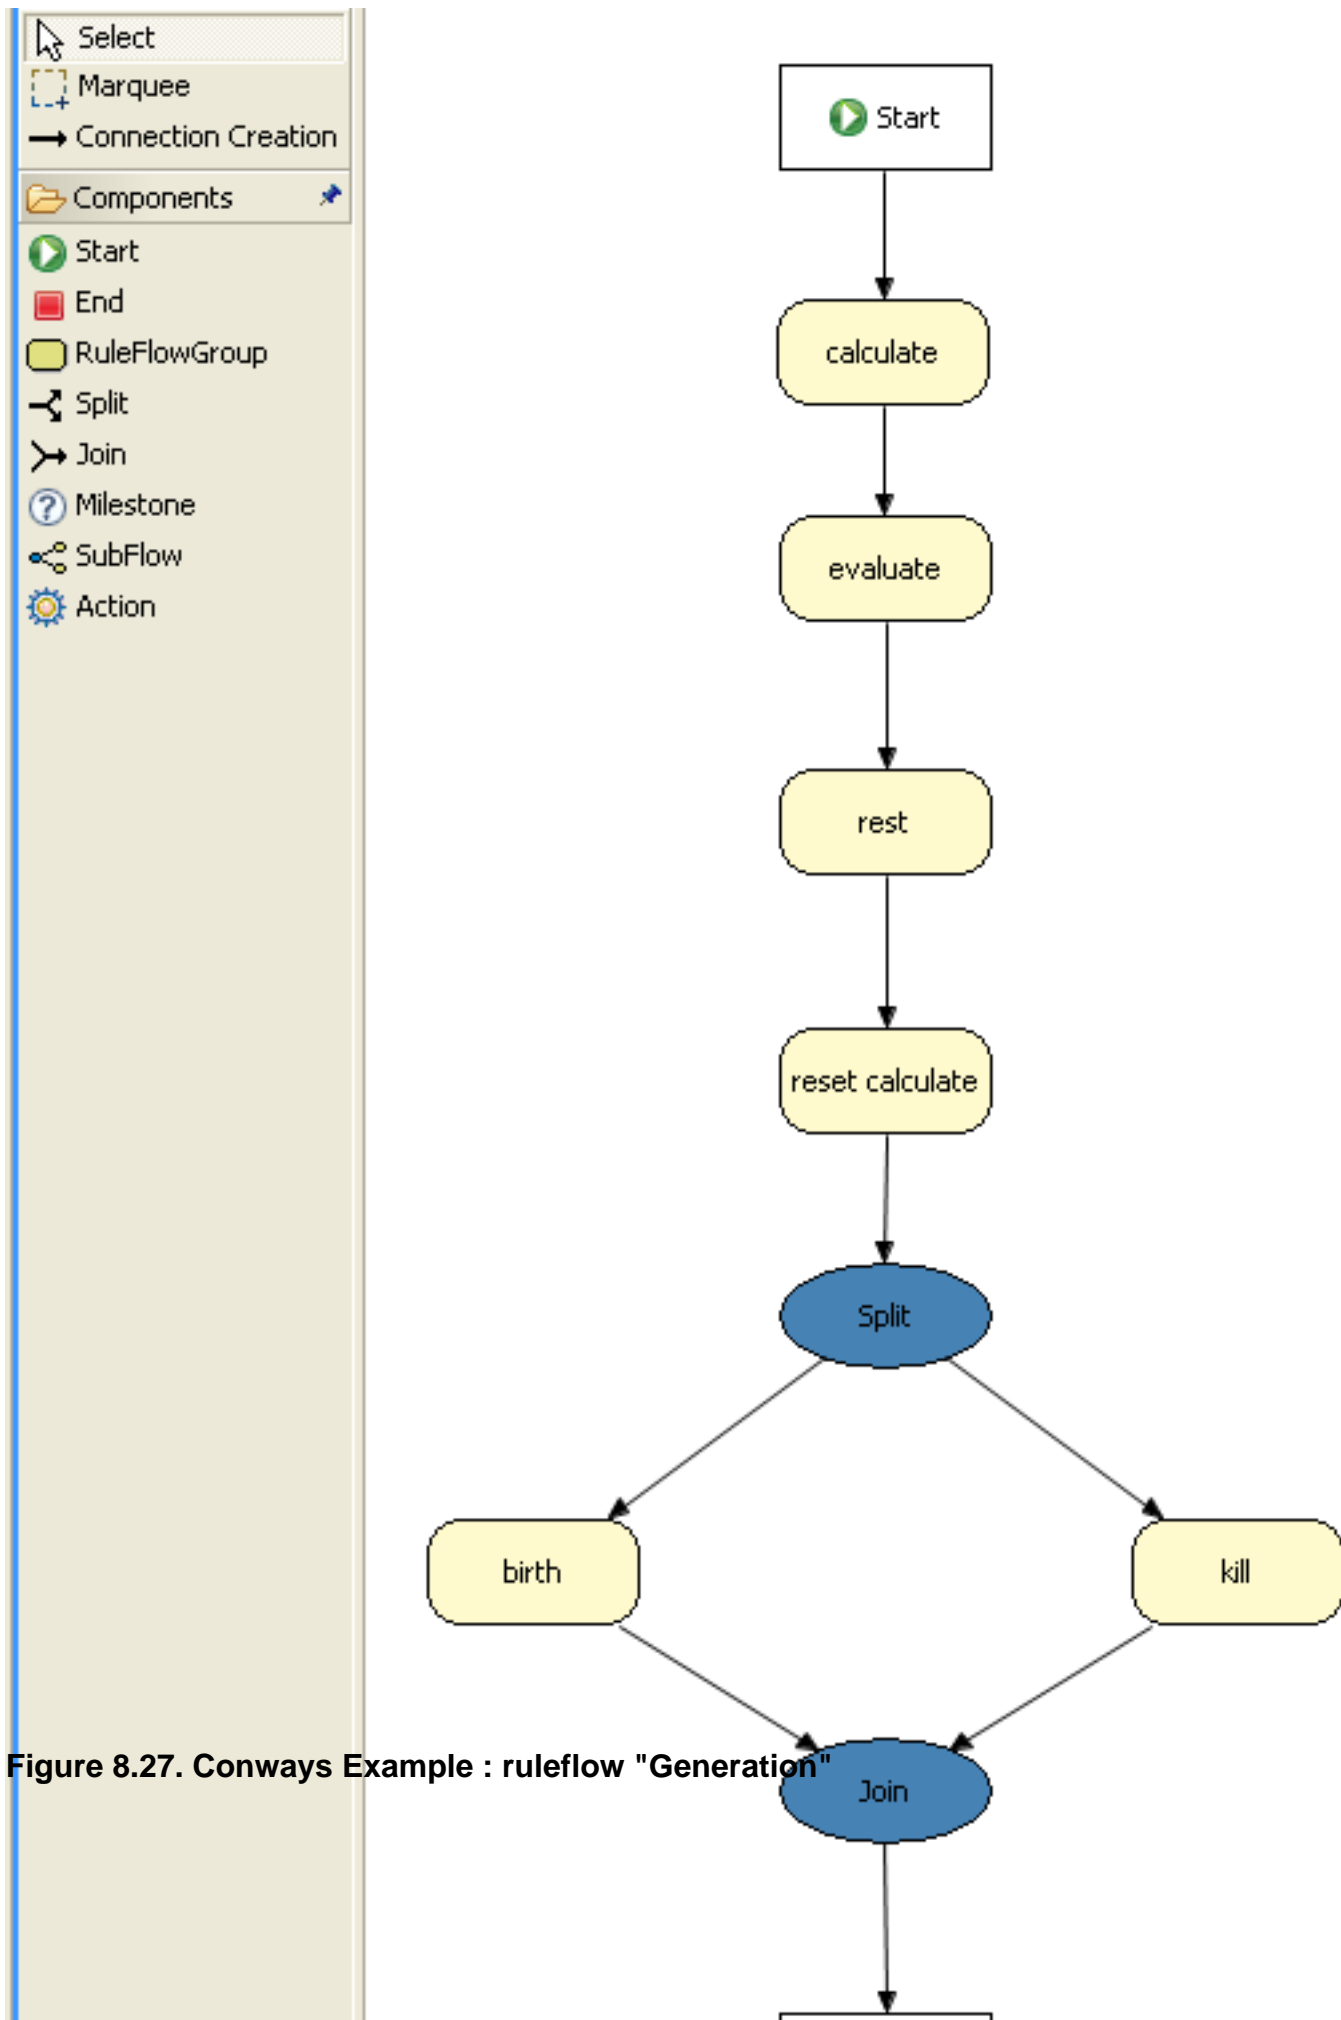 Select
Marquee
Connection Creation
Components
Start
End
RuleFlowGroup
Split
Join
Milestone
SubFlow
Action
Start
calculate
evaluate
rest
reset calculate
Split
birth
kill
Figure 8.27. Conways Example : ruleflow "Generation"
Join